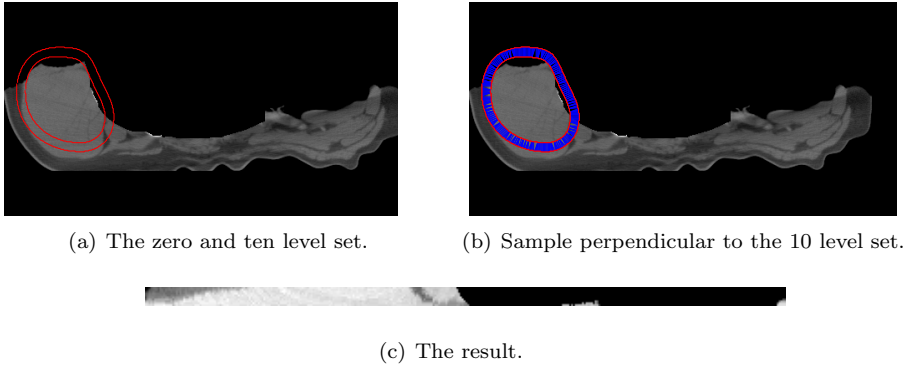 (a) The zero and ten level set.
(b) Sample perpendicular to the 10 level set.
(c) The result.